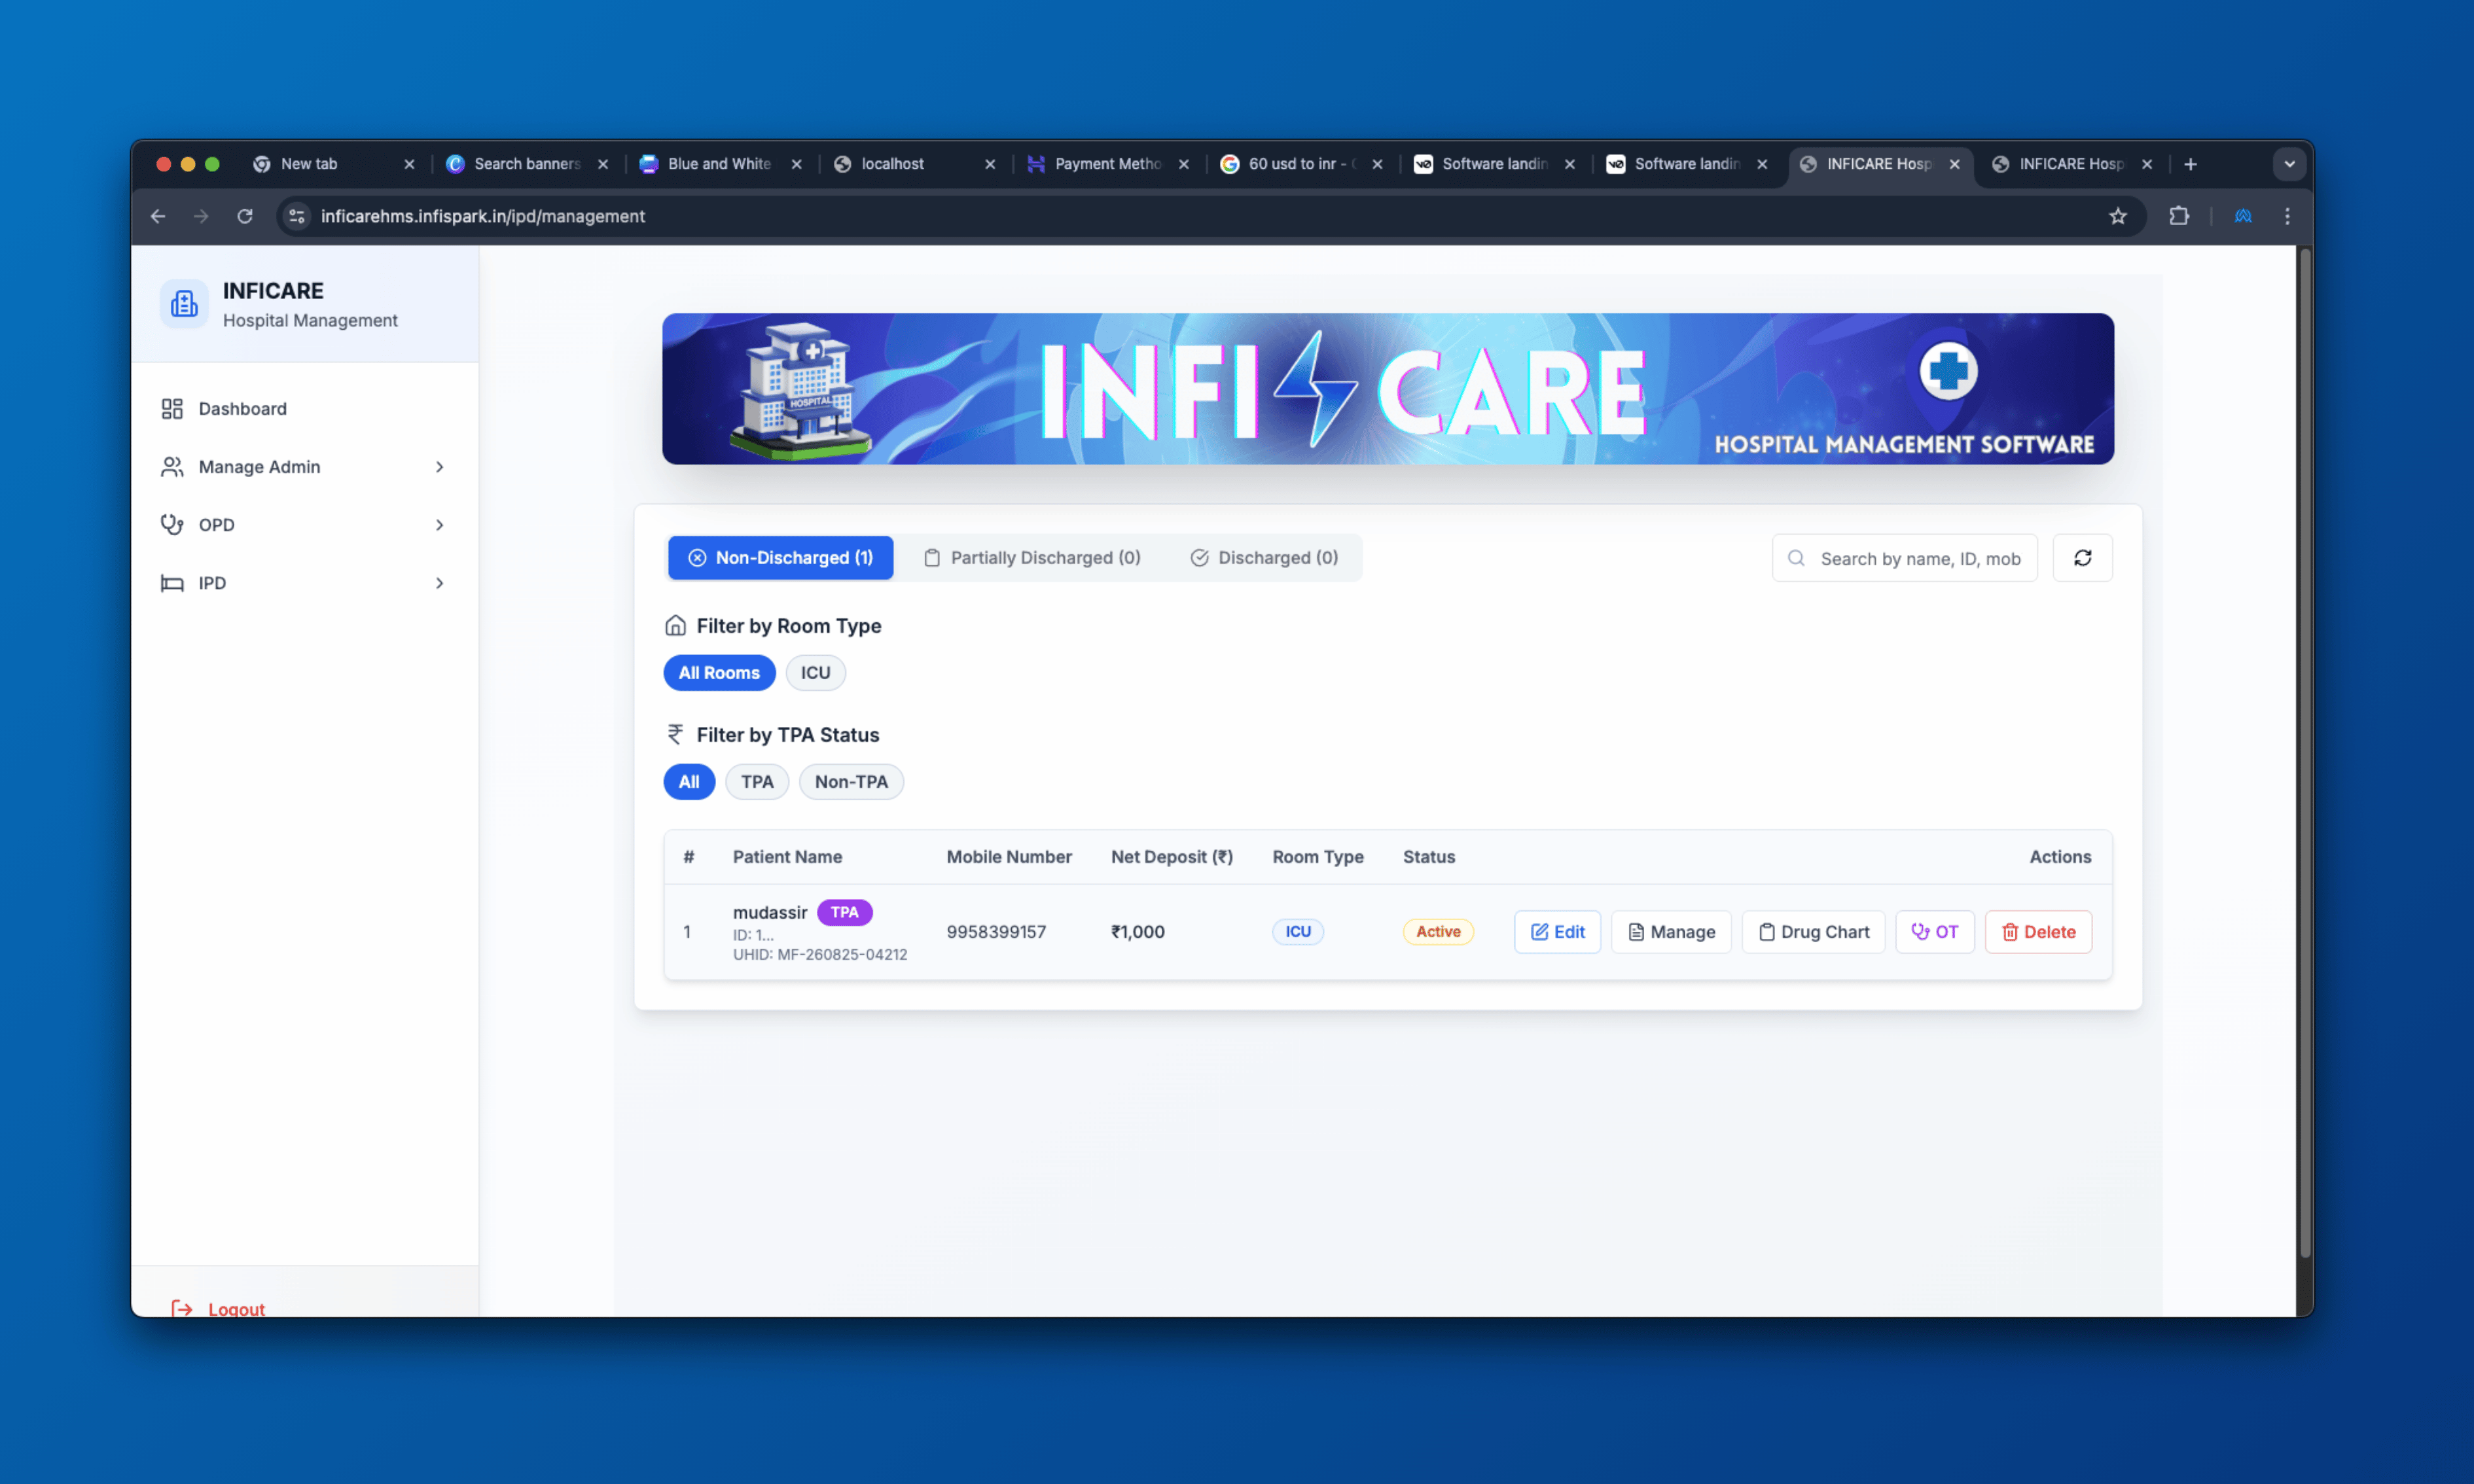 New tab
Search banners
Blue and White
localhost
Payment Metho
60 usd to inr -
Software landin
Software landin
INFICARE Hosp
INFICARE Hosp
inficarehms.infispark.in/ipd/management
INFICARE
Hospital Management
Dashboard
Manage Admin
OPD
IPD
Logout
HOSPITAL
INFI CARE
HOSPITAL MANAGEMENT SOFTWARE
Non-Discharged (1)
Partially Discharged (0)
Discharged (0)
Search by name, ID, mob
Filter by Room Type
All Rooms
ICU
₹ Filter by TPA Status
All
TPA
Non-TPA
# Patient Name Mobile Number Net Deposit (₹) Room Type Status Actions
mudassir TPA
ID: 1...
UHID: MF-260825-04212
1 9958399157 ₹1,000 ICU Active Edit Manage Drug Chart OT Delete